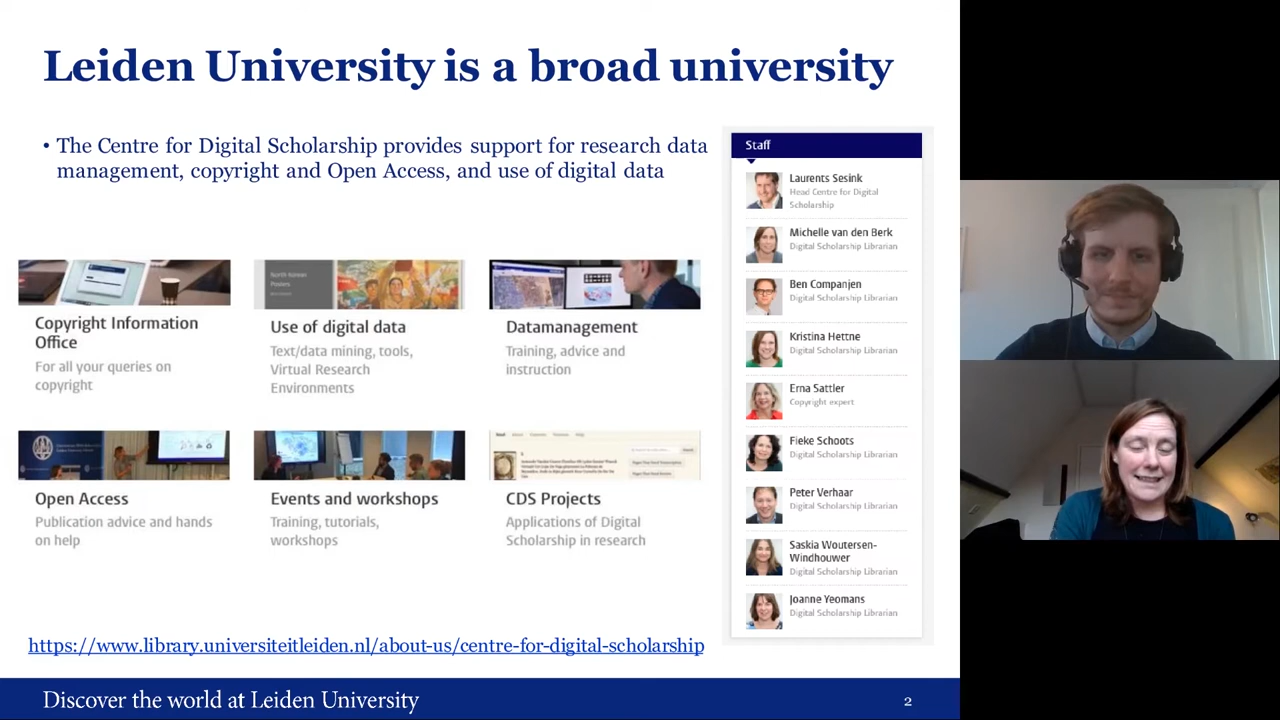 Leiden University is a broad university
• The Centre for Digital Scholarship provides support for research data
management, copyright and Open Access, and use of digital data
Copyright Information
Office
For all your queries on
copyright
North Korean
Posters
Use of digital data
Text/data mining, tools,
Virtual Research
Environments
Datamanagement
Training, advice and
instruction
Open Access
Publication advice and hands
on help
Events and workshops
Training, tutorials,
workshops
CDS Projects
Applications of Digital
Scholarship in research
https://www.library.universiteitleiden.nl/about-us/centre-for-digital-scholarship
Staff
Laurents Sesink
Head Centre for Digital
Scholarship
Michelle van den Berk
Digital Scholarship Librarian
Ben Companjen
Digital Scholarship Librarian
Kristina Hettne
Digital Scholarship Librarian
Erna Sattler
Copyright expert
Fieke Schoots
Digital Scholarship Librarian
Peter Verhaar
Digital Scholarship Librarian
Saskia Woutersen-
Windhouwer
Digital Scholarship Librarian
Joanne Yeomans
Digital Scholarship Librarian
Discover the world at Leiden University
2